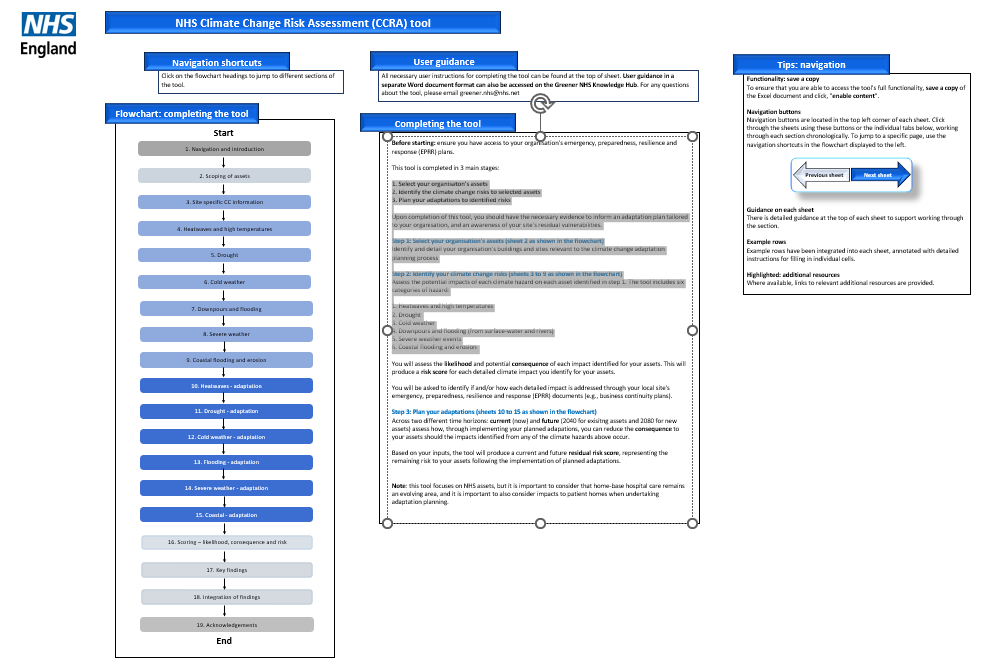 NHS
England
NHS Climate Change Risk Assessment (CCRA) tool
Navigation shortcuts
Click on the flowchart headings to jump to different sections of
the tool.
Flowchart: completing the tool
Start
1. Navigation and Introduction
2. Scoping of assets
3. Site specific CC information
4. Heatwaves and high temperatures
5. Drought
6. Cold weather
7. Downpours and flooding
8. Severe weather
9. Coastal flooding and erosion
10. Heatwaves - adaptation
11. Drought - adaptation
12. Cold weather - adaptation
13. Flooding - adaptation
14. Severe weather - adaptation
15. Coastal - adaptation
16. Scoring – likelihood, consequence and risk
17. Key findings
18. Integration of findings
19. Acknowledgements
End
User guidance
All necessary user instructions for completing the tool can be found at the top of sheet. User guidance in a
separate Word document format can also be accessed on the Greener NHS Knowledge Hub. For any questions
about the tool, please email greener.nhs@nhs.net
Completing the tool
Before starting: ensure you have access to your organisation's emergency, preparedness, resilience and
response (EPRR) plans.
This tool is completed in 3 main stages:
1. Select your organisaiton's assets
2. Identify the climate change risks to selected assets
3. Plan your adaptations to identified risks
Upon completion of this tool, you should have the necessary evidence to inform an adaptation plan tailored
to your organisation, and an awareness of your site's residual vulnerabilities.
Step 1: Select your organisation's assets (sheet 2 as shown in the flowchart)
Identify and detail your organisation's buildings and sites relevant to the climate change adaptation
planning process
Step 2: Identify your climate change risks (sheets 3 to 9 as shown in the flowchart)
Assess the potential impacts of each climate hazard on each asset identified in step 1. The tool includes six
categories of hazard:
1. Heatwaves and high temperatures
2. Drought
3. Cold weather
4. Downpours and flooding (from surface-water and rivers)
5. Severe weather events
6. Coastal flooding and erosion
You will assess the likelihood and potential consequence of each impact identified for your assets. This will
produce a risk score for each detailed climate impact you identify for your assets.
You will be asked to identify if and/or how each detailed impact is addressed through your local site's
emergency, preparedness, resilience and response (EPRR) documents (e.g., business continuity plans).
Step 3: Plan your adaptations (sheets 10 to 15 as shown in the flowchart)
Across two different time horizons: current (now) and future (2040 for existing assets and 2080 for new
assets) assess how, through implementing your planned adapations, you can reduce the consequence to
your assets should the impacts identified from any of the climate hazards above occur.
Based on your inputs, the tool will produce a current and future residual risk score, representing the
remaining risk to your assets following the implementation of planned adaptations.
Note: this tool focuses on NHS assets, but it is important to consider that home-base hospital care remains
an evolving area, and it is important to also consider impacts to patient homes when undertaking
adaptation planning.
Tips: navigation
Functionality: save a copy
To ensure that you are able to access the tool's full functionality, save a copy of
the Excel document and click, "enable content".
Navigation buttons
Navigation buttons are located in the top left corner of each sheet. Click
through the sheets using these buttons or the individual tabs below, working
through each section chronologically. To jump to a specific page, use the
navigation shortcuts in the flowchart displayed to the left.
Previous sheet
Next sheet
Guidance on each sheet
There is detailed guidance at the top of each sheet to support working through
the section.
Example rows
Example rows have been integrated into each sheet, annotated with detailed
instructions for filling in individual cells.
Highlighted: additional resources
Where available, links to relevant additional resources are provided.